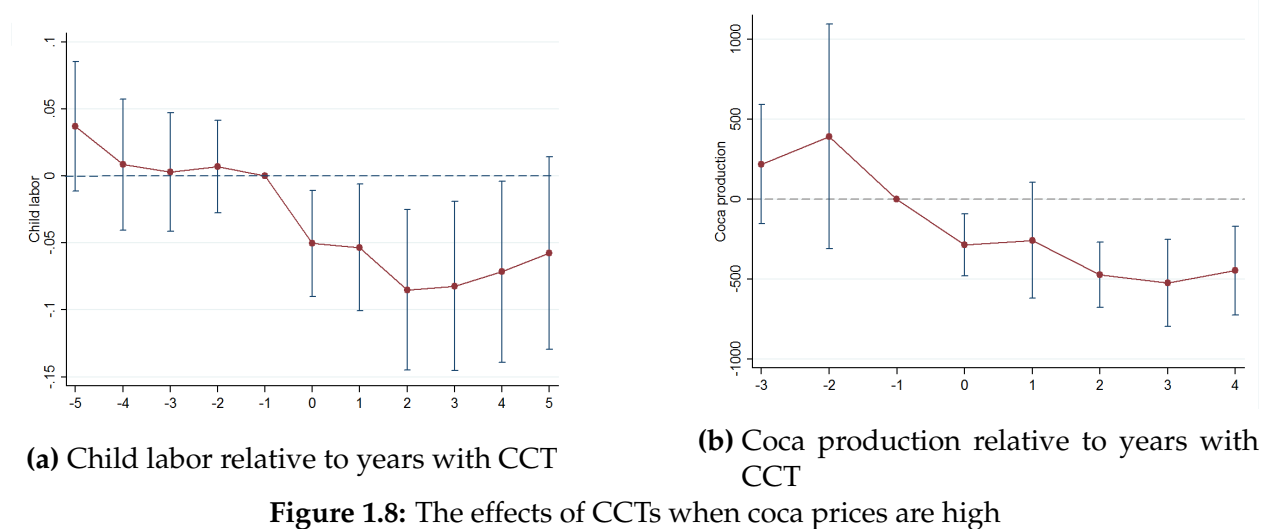 .1
.05
0
-.05
-.1
-.15
Child labor
-5 -4 -3 -2 -1 0 1 2 3 4 5
(a) Child labor relative to years with CCT
1000
500
0
-500
-1000
Coca production
-3 -2 -1 0 1 2 3 4
(b) Coca production relative to years with
CCT
Figure 1.8: The effects of CCTs when coca prices are high